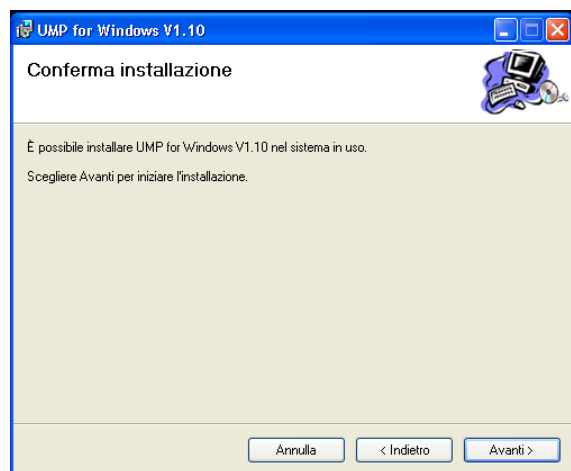 UMP for Windows V1.10
Conferma installazione
È possibile installare UMP for Windows V1.10 nel sistema in uso.
Scegliere Avanti per iniziare l'installazione.
Annulla
< Indietro
Avanti >